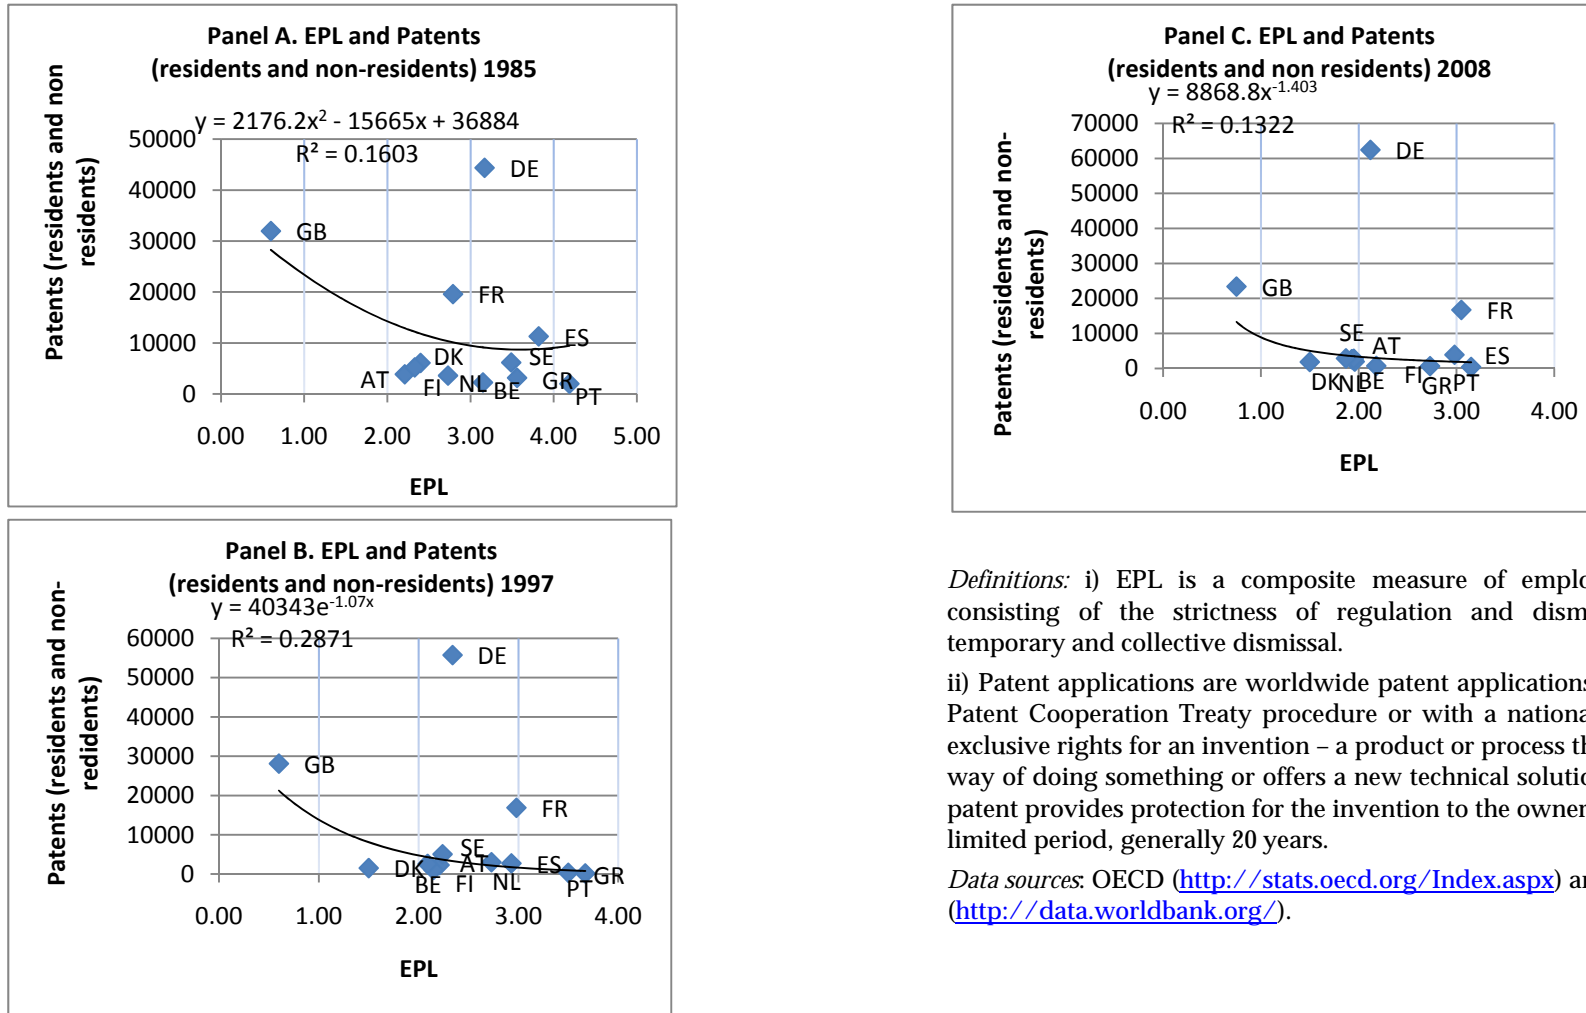 Panel A. EPL and Patents
(residents and non-residents) 1985
y = 2176.2x² - 15665x + 36884
R² = 0.1603
Patents (residents and non
residents)
50000
40000
30000
20000
10000
0
DE
GB
FR
ES
DK
SE
AT
FI
NL
BE
GR
PT
0.00 1.00 2.00 3.00 4.00 5.00
EPL
Panel B. EPL and Patents
(residents and non-residents) 1997
y = 40343e^-1.07x
R² = 0.2871
Patents (residents and non-
redidents)
60000
50000
40000
30000
20000
10000
0
DE
GB
FR
SE
DK
AT
ES
BE
FI
NL
PT
GR
0.00 1.00 2.00 3.00 4.00
EPL
Panel C. EPL and Patents
(residents and non residents) 2008
y = 8868.8x^-1.403
R² = 0.1322
Patents (residents and non-
residents)
70000
60000
50000
40000
30000
20000
10000
0
DE
GB
FR
SE
AT
ES
DK
NL
BE
FI
GR
PT
0.00 1.00 2.00 3.00 4.00
EPL
Definitions: i) EPL is a composite measure of emplo
consisting of the strictness of regulation and dism
temporary and collective dismissal.
ii) Patent applications are worldwide patent applications
Patent Cooperation Treaty procedure or with a national
exclusive rights for an invention – a product or process th
way of doing something or offers a new technical solutio
patent provides protection for the invention to the owner
limited period, generally 20 years.
Data sources: OECD (http://stats.oecd.org/Index.aspx) an
(http://data.worldbank.org/).